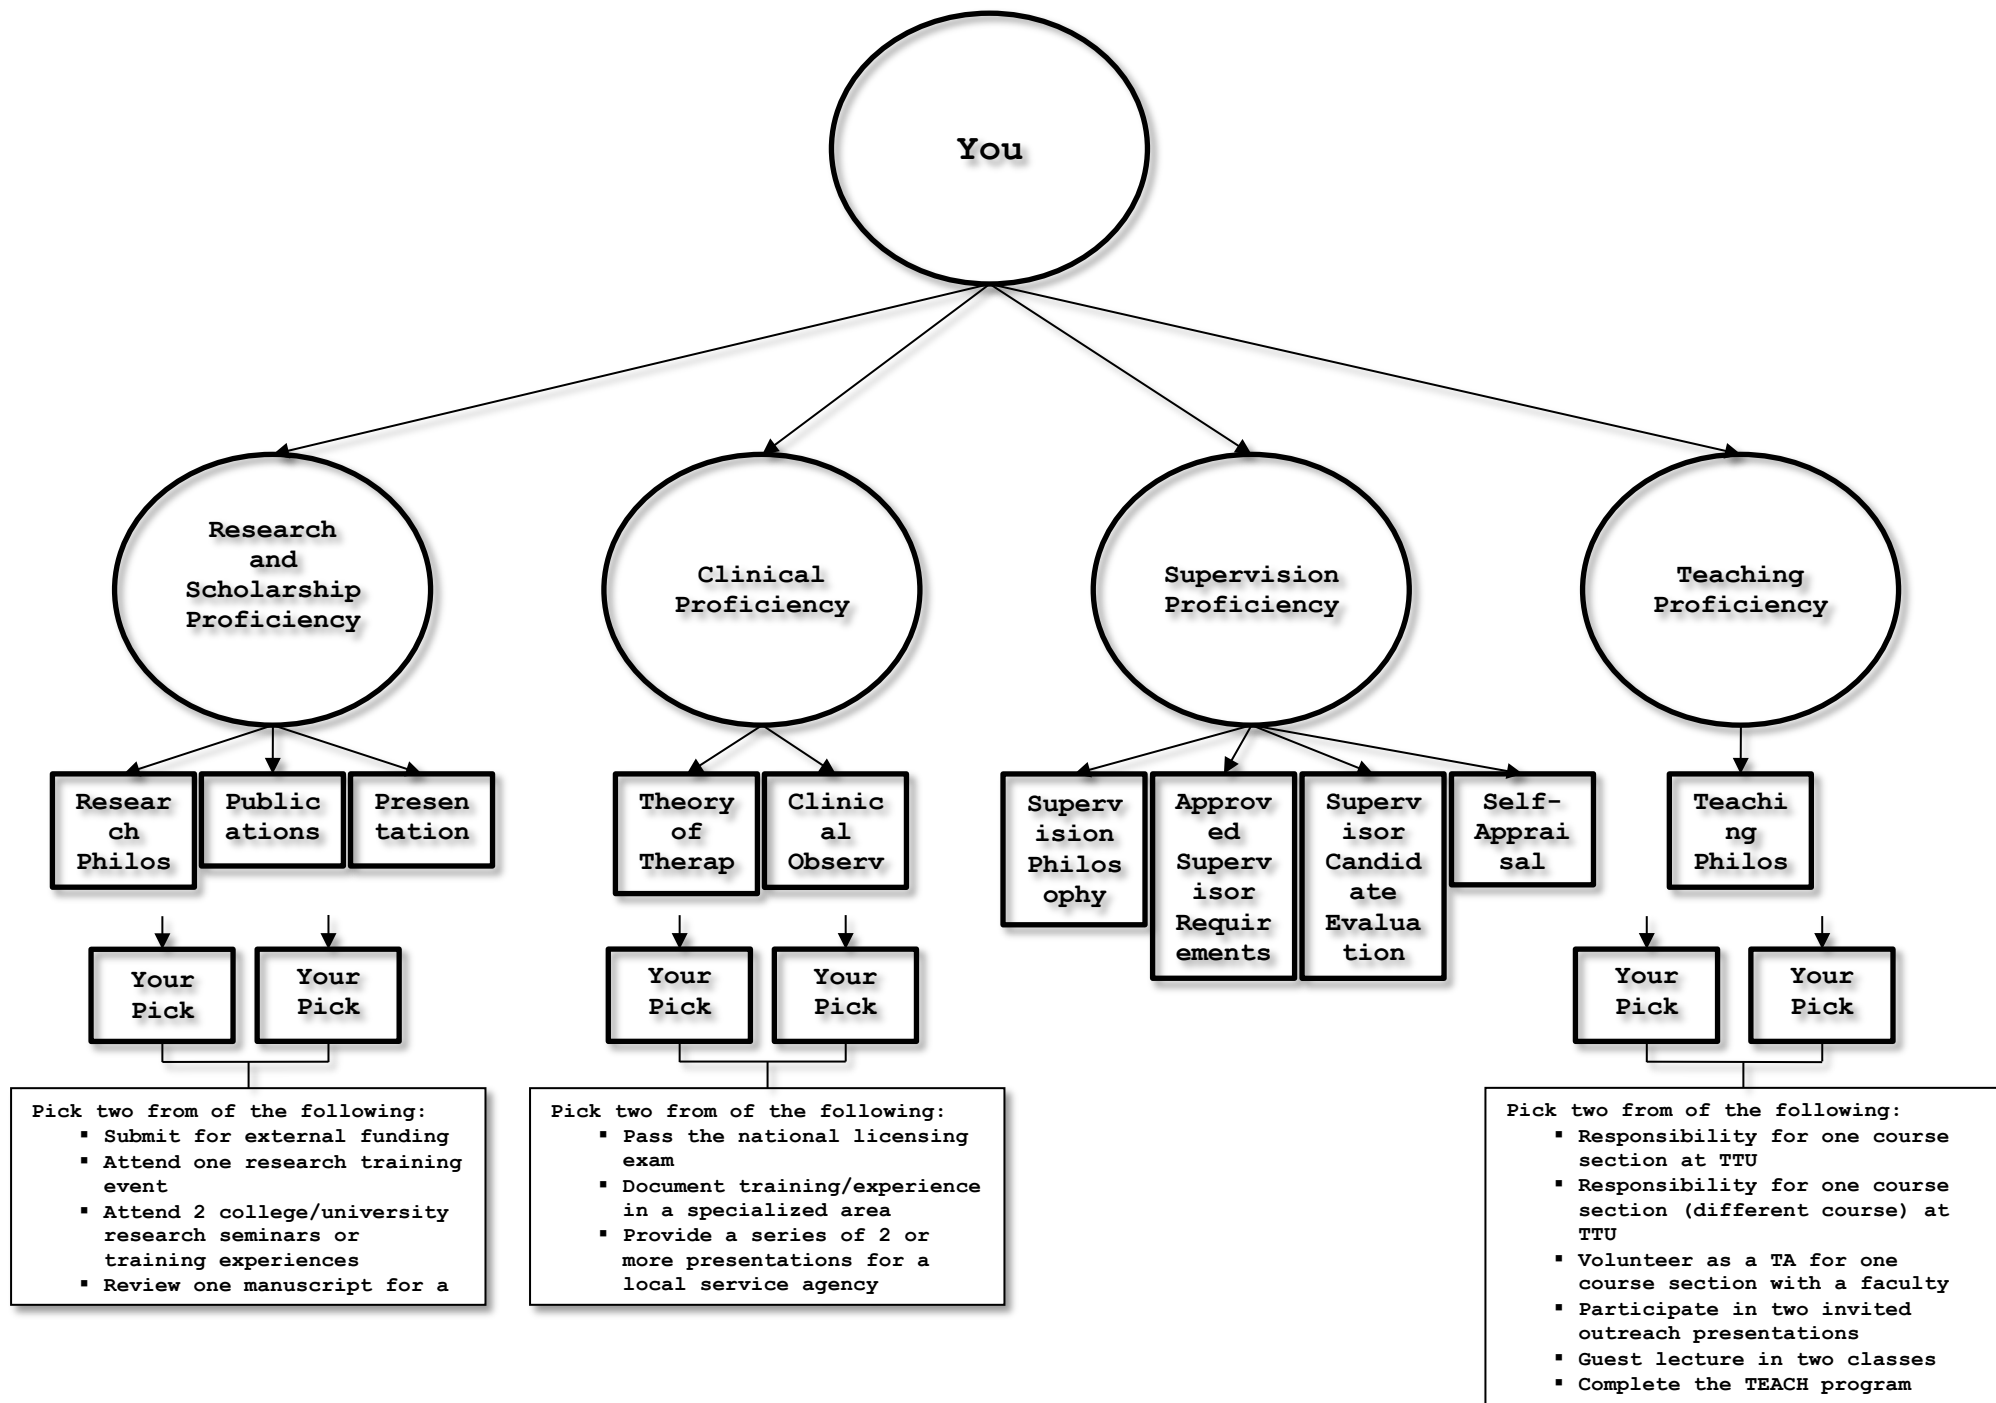 You
Research
and
Scholarship
Proficiency
Clinical
Proficiency
Supervision
Proficiency
Teaching
Proficiency
Resear
ch
Philos
Public
ations
Presen
tation
Theory
of
Therap
Clinic
al
Observ
Superv
ision
Philos
ophy
Approv
ed
Superv
isor
Requir
ements
Superv
isor
Candid
ate
Evalua
tion
Self-
Apprai
sal
Teachi
ng
Philos
Your
Pick
Your
Pick
Your
Pick
Your
Pick
Your
Pick
Your
Pick
Pick two from of the following:
▪ Submit for external funding
▪ Attend one research training
event
▪ Attend 2 college/university
research seminars or
training experiences
▪ Review one manuscript for a
Pick two from of the following:
▪ Pass the national licensing
exam
▪ Document training/experience
in a specialized area
▪ Provide a series of 2 or
more presentations for a
local service agency
Pick two from of the following:
▪ Responsibility for one course
section at TTU
▪ Responsibility for one course
section (different course) at
TTU
▪ Volunteer as a TA for one
course section with a faculty
▪ Participate in two invited
outreach presentations
▪ Guest lecture in two classes
▪ Complete the TEACH program